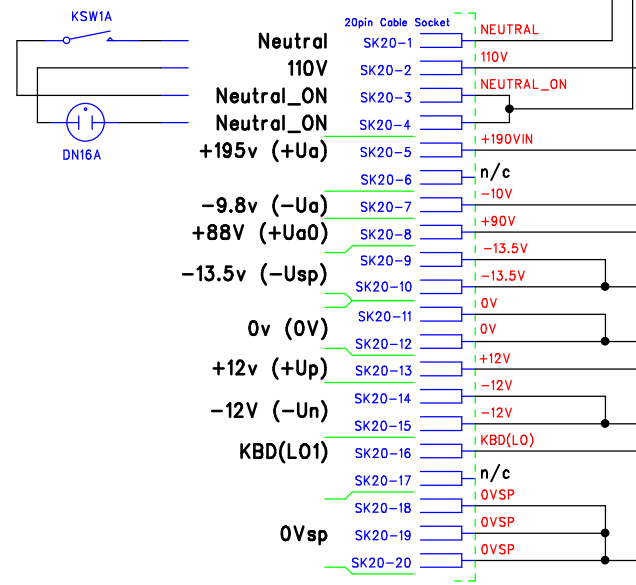 KSW1A
20pin Cable Socket
Neutral SK20-1 NEUTRAL
110V SK20-2 110V
Neutral_ON SK20-3 NEUTRAL_ON
Neutral_ON SK20-4
DN16A
+195v (+Ua) SK20-5 +190VIN
SK20-6 n/c
-9.8v (-Ua) SK20-7 -10V
+88V (+Ua0) SK20-8 +90V
SK20-9 -13.5V
-13.5v (-Usp)
SK20-10 -13.5V
SK20-11 0V
0v (0V)
SK20-12 0V
+12v (+Up) SK20-13 +12V
SK20-14 -12V
-12V (-Un)
SK20-15 -12V
KBD(L01) SK20-16 KBD(L0)
SK20-17 n/c
SK20-18 0VSP
0Vsp SK20-19 0VSP
SK20-20 0VSP